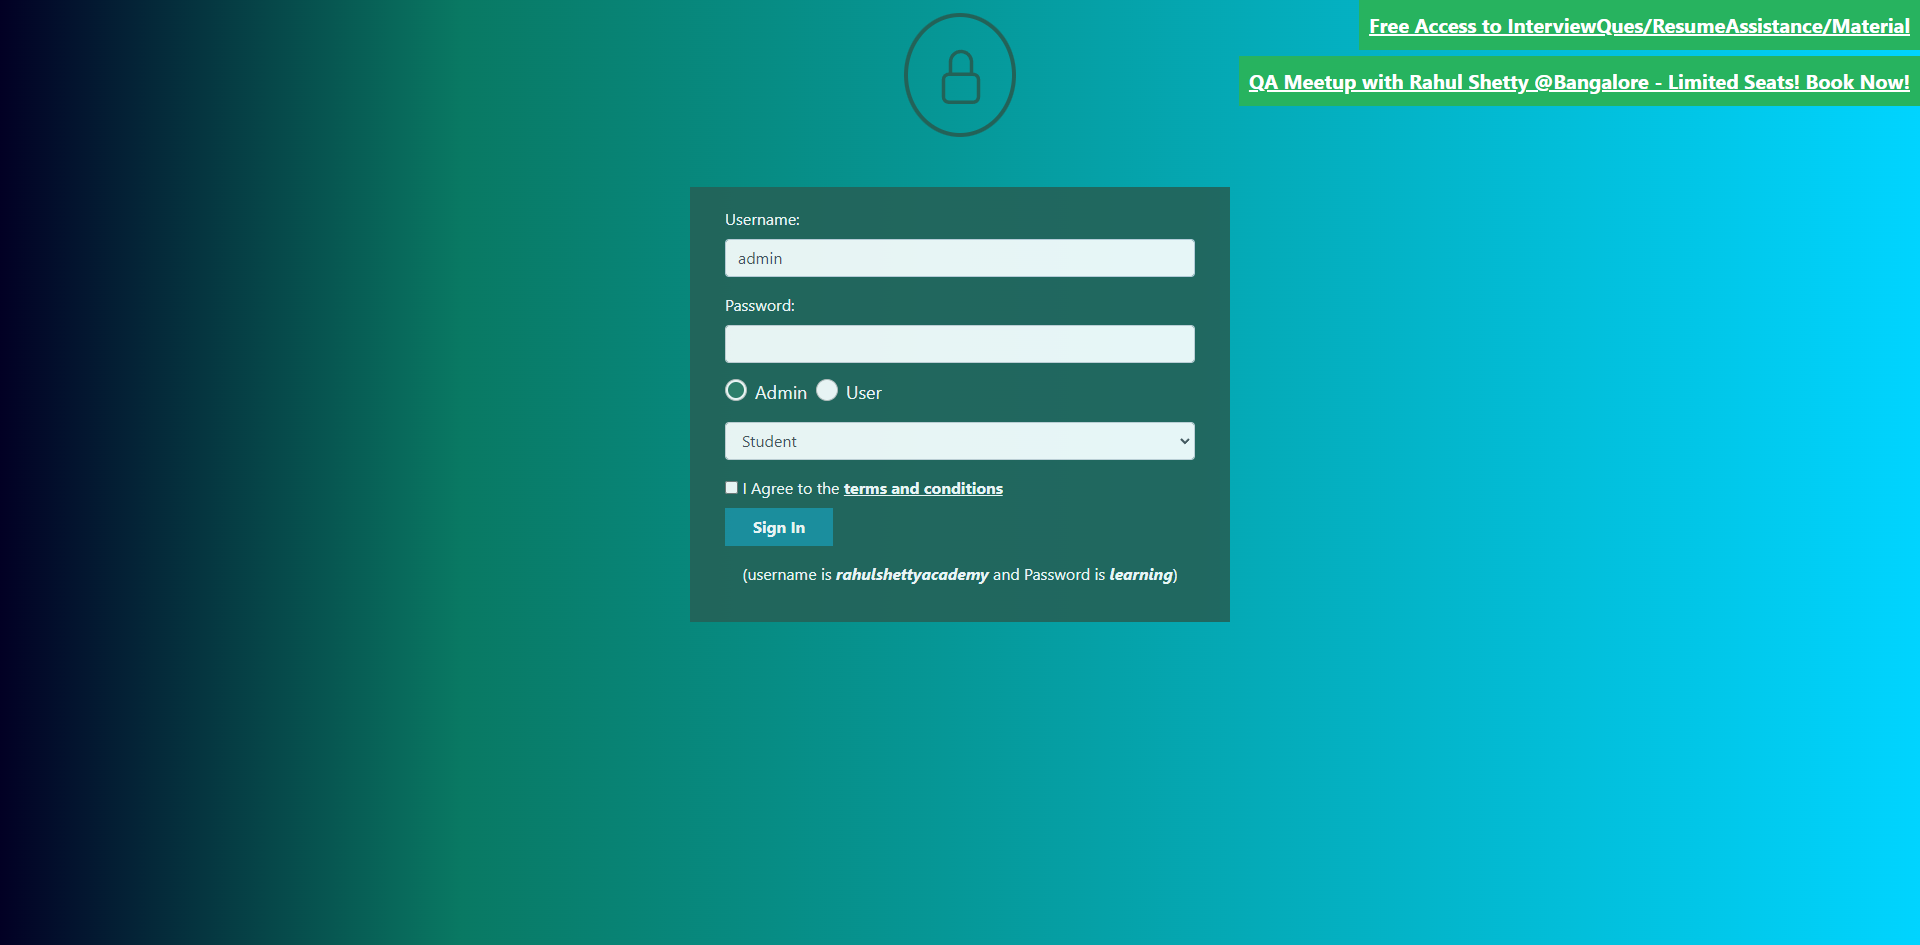 Free Access to InterviewQues/ResumeAssistance/Material
QA Meetup with Rahul Shetty @Bangalore - Limited Seats! Book Now!
Username:
admin
Password:
Admin User
Student
I Agree to the terms and conditions
Sign In
(username is rahulshettyacademy and Password is learning)